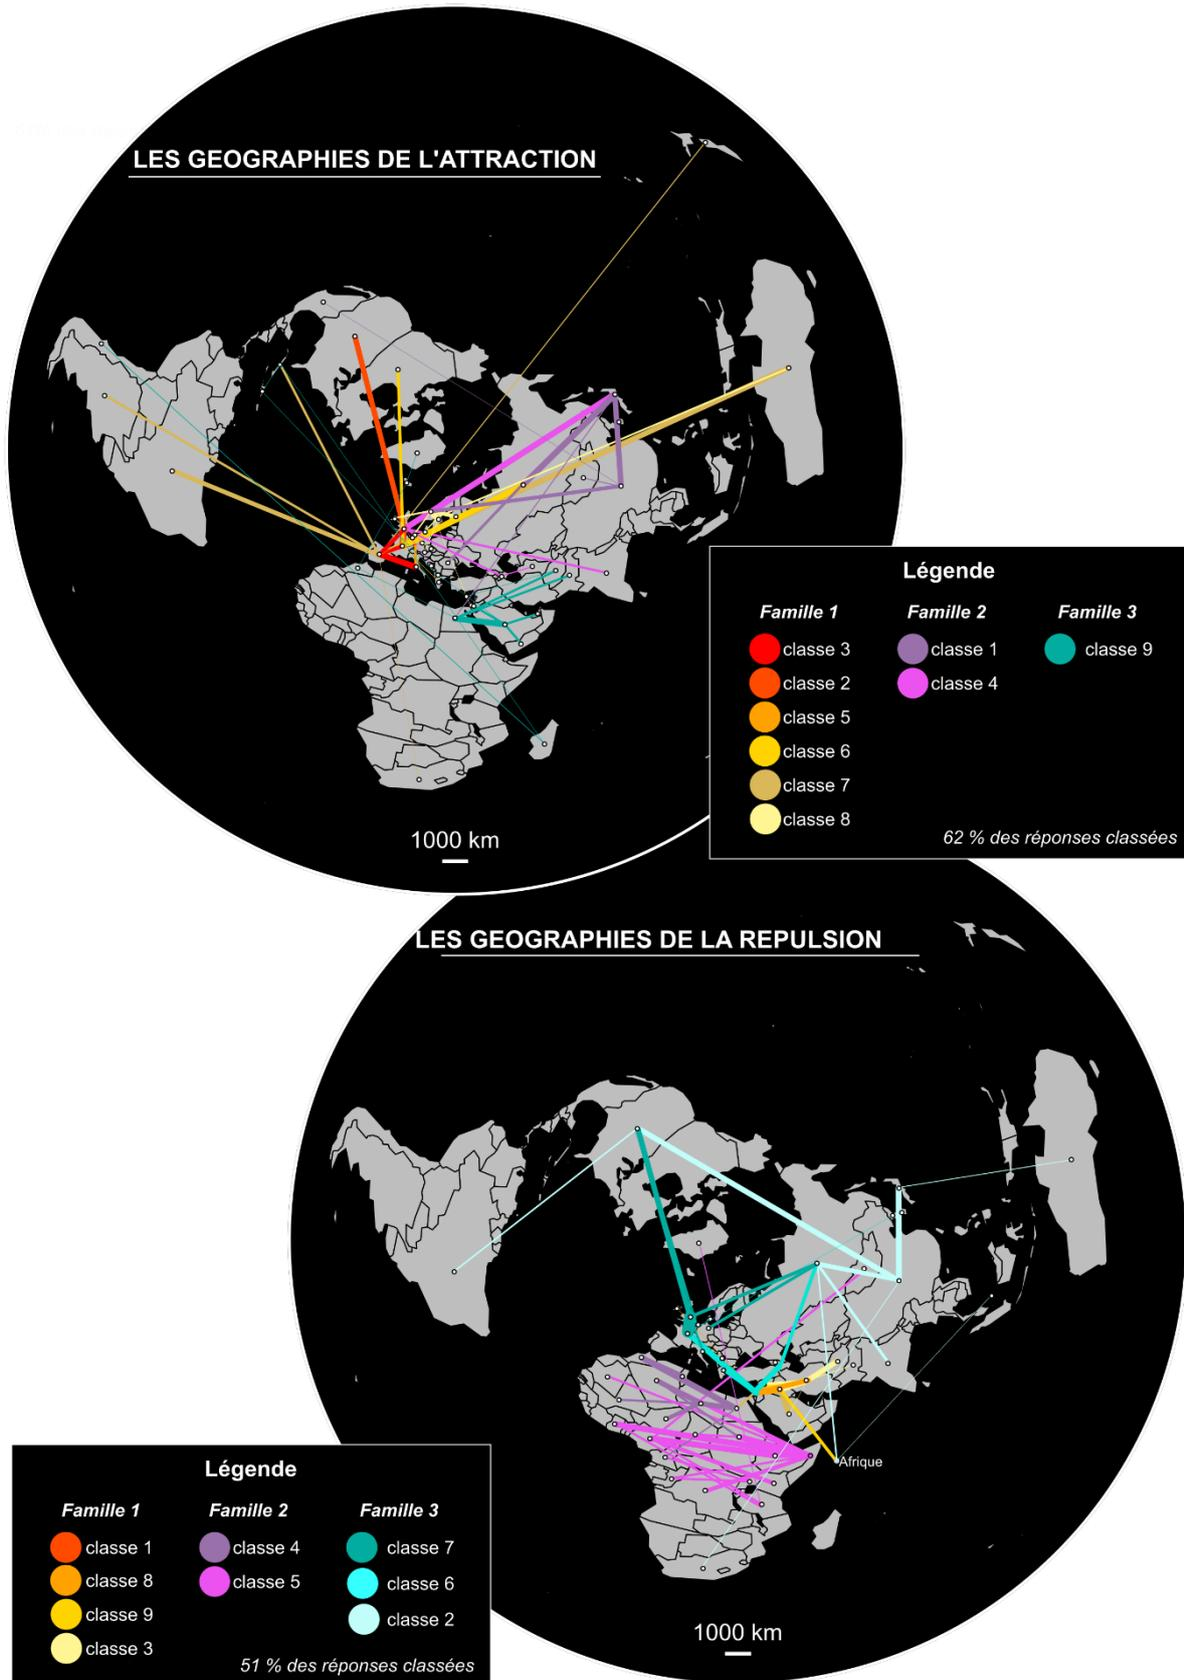 LES GEOGRAPHIES DE L'ATTRACTION
1000 km
Légende
Famille 1
classe 3
classe 2
classe 5
classe 6
classe 7
classe 8
Famille 2
classe 1
classe 4
Famille 3
classe 9
62 % des réponses classées
LES GEOGRAPHIES DE LA REPULSION
Afrique
1000 km
Légende
Famille 1
classe 1
classe 8
classe 9
classe 3
Famille 2
classe 4
classe 5
Famille 3
classe 7
classe 6
classe 2
51 % des réponses classées